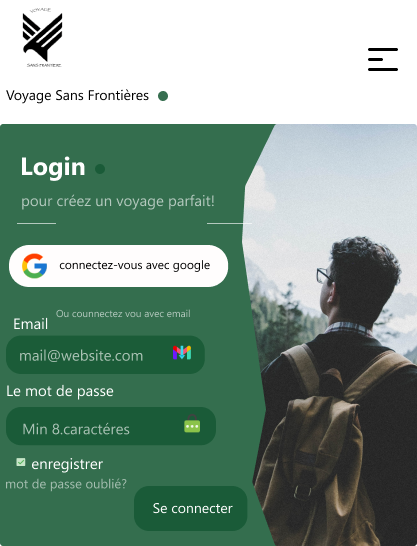 VOYAGE
SANS FRONTIÈRE
Voyage Sans Frontières
Login
pour créez un voyage parfait!
connectez-vous avec google
Ou counnectez vou avec email
Email
mail@website.com
Le mot de passe
Min 8.caractéres
enregistrer
mot de passe oublié?
Se connecter